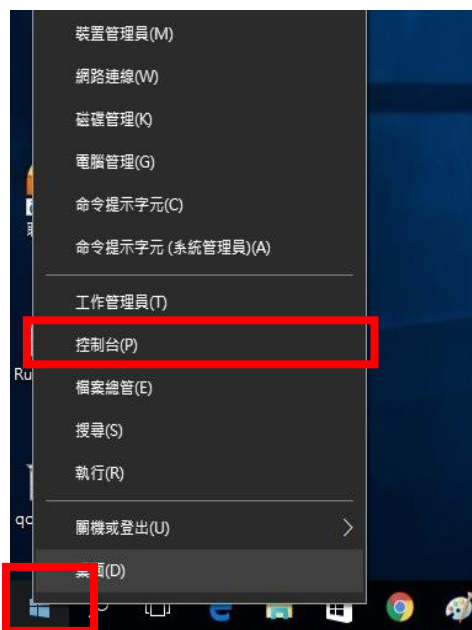 裝置管理員(M)
網路連線(W)
磁碟管理(K)
電腦管理(G)
命令提示字元(C)
命令提示字元 (系統管理員)(A)
工作管理員(T)
控制台(P)
Ru
檔案總管(E)
搜尋(S)
執行(R)
qc
關機或登出(U)
桌面(D)